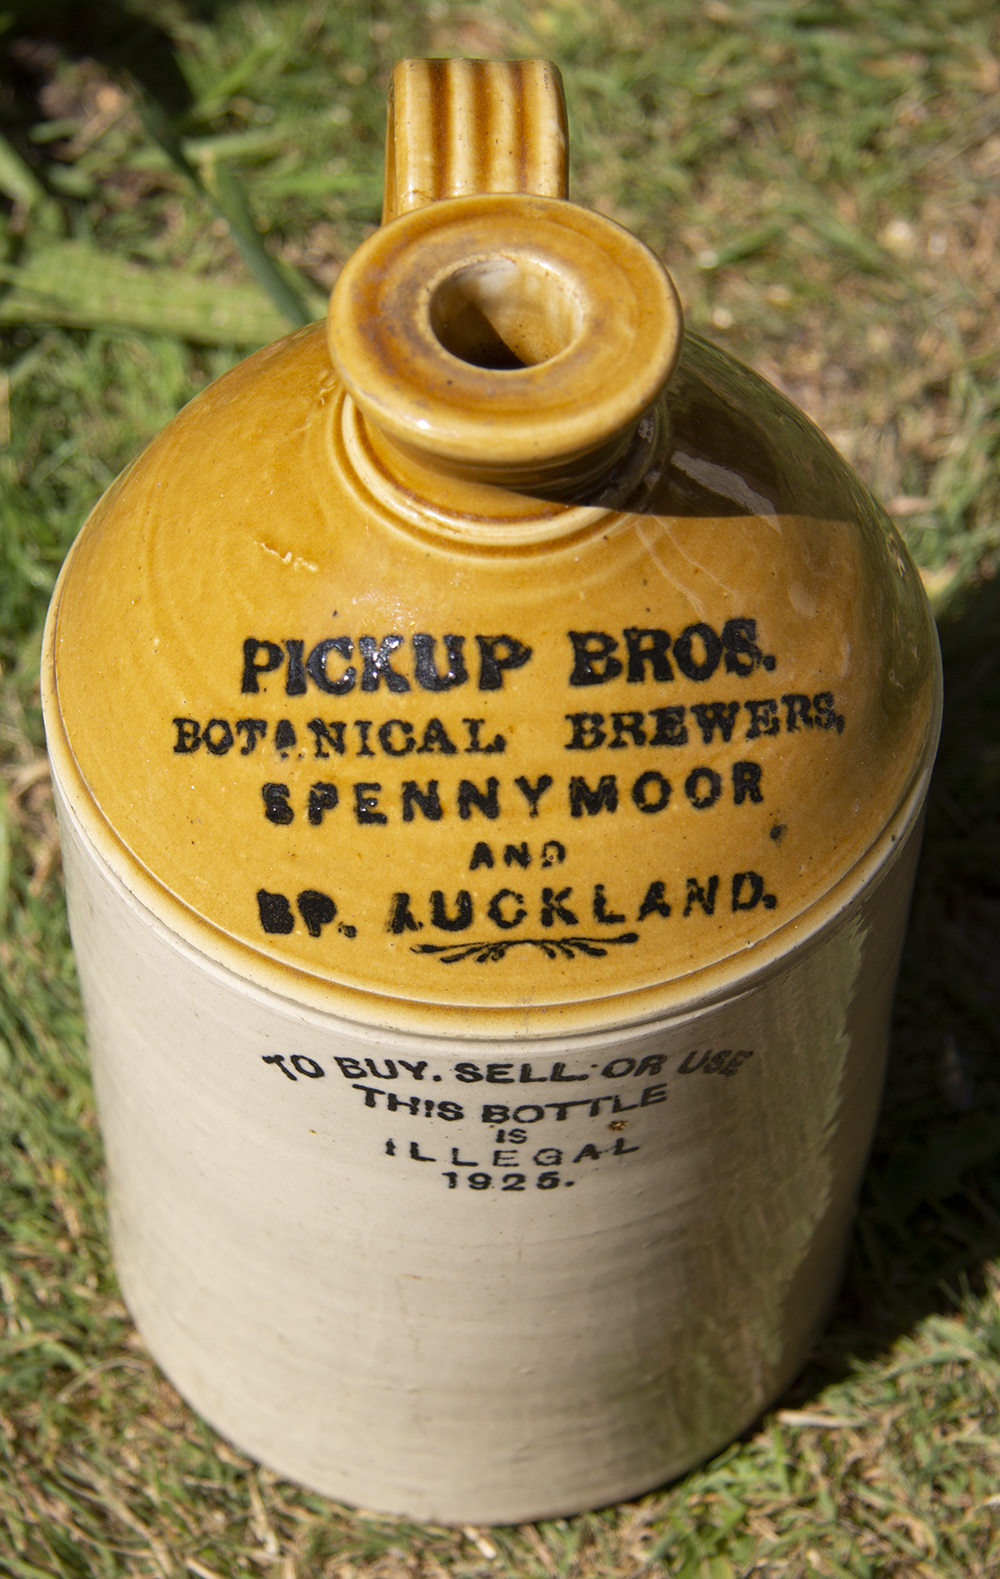 PICKUP BROS.
BOTANICAL BREWERS,
SPENNYMOOR
AND
BP. AUCKLAND.
TO BUY. SELL. OR USE
THIS BOTTLE
IS
ILLEGAL
1925.